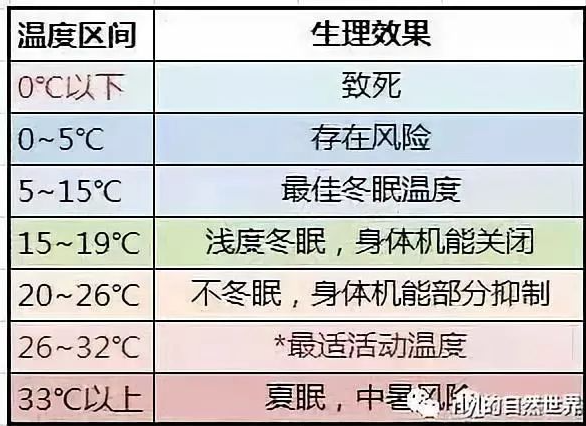 温度区间 生理效果
0℃以下 致死
0~5℃ 存在风险
5~15℃ 最佳冬眠温度
15~19℃ 浅度冬眠，身体机能关闭
20~26℃ 不冬眠，身体机能部分抑制
26~32℃ *最适活动温度
33℃以上 夏眠，中暑风险
的自然世界